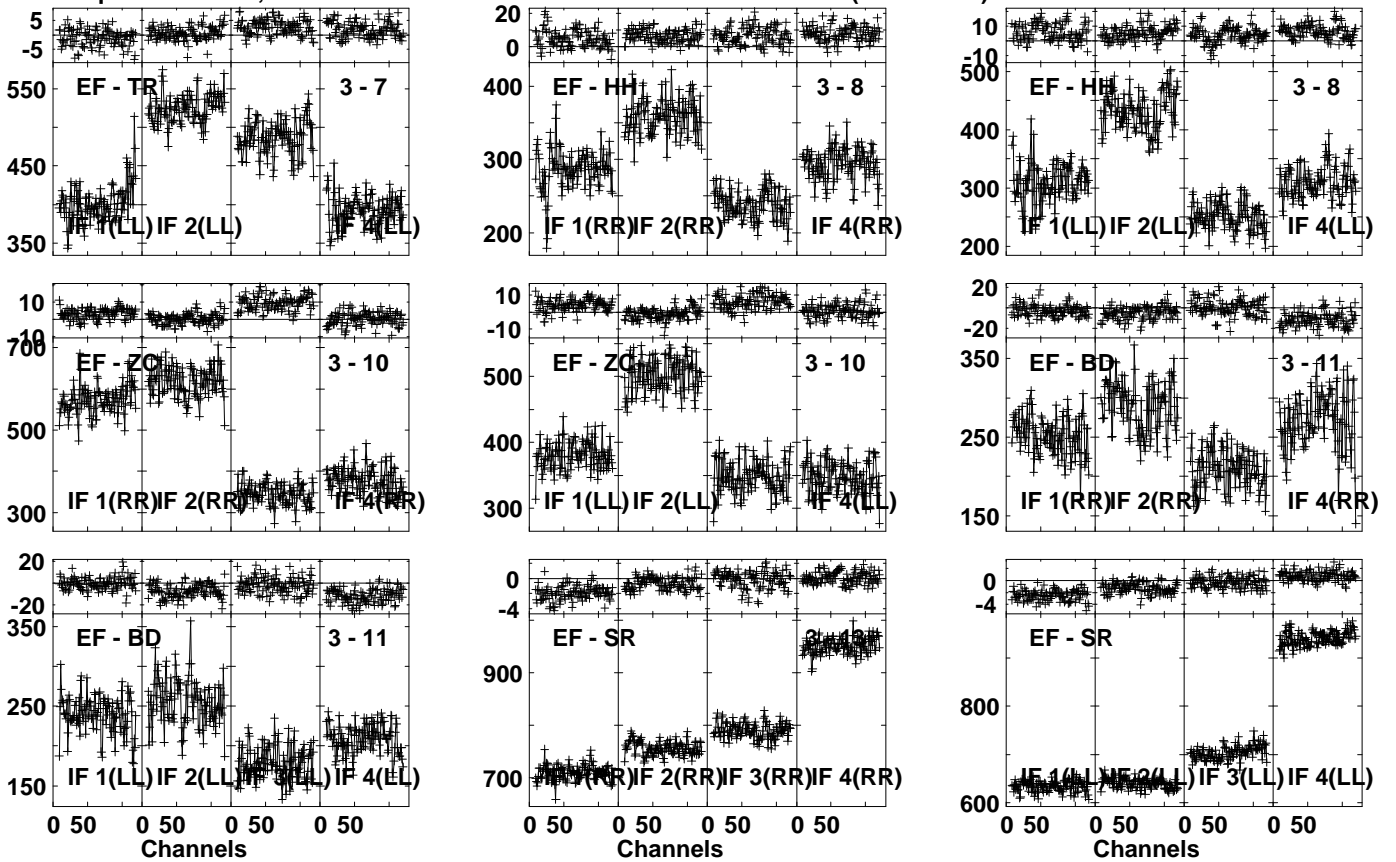 5
-5
EF - TR 3 - 7
550
450
350
IF 1(LL) IF 2(LL) IF 4(LL)
20
0
EF - HH 3 - 8
400
300
200
IF 1(RR) IF 2(RR) IF 4(RR)
10
-10
EF - HH 3 - 8
500
400
300
200
IF 1(LL) IF 2(LL) IF 4(LL)
10
-10
EF - ZC 3 - 10
700
500
300
IF 1(RR) IF 2(RR) IF 4(RR)
10
-10
EF - ZC 3 - 10
500
400
300
IF 1(LL) IF 2(LL) IF 4(LL)
20
-20
EF - BD 3 - 11
350
250
150
IF 1(RR) IF 2(RR) IF 4(RR)
20
-20
EF - BD 3 - 11
350
250
150
IF 1(LL) IF 2(LL) IF 3(LL) IF 4(LL)
0 50 0 50 0 50 0 50
Channels
0
-4
EF - SR 3 - 13
900
700
IF 1(RR) IF 2(RR) IF 3(RR) IF 4(RR)
0 50 0 50 0 50 0 50
Channels
0
-4
EF - SR
800
600
IF 1(LL) IF 2(LL) IF 3(LL) IF 4(LL)
0 50 0 50 0 50 0 50
Channels